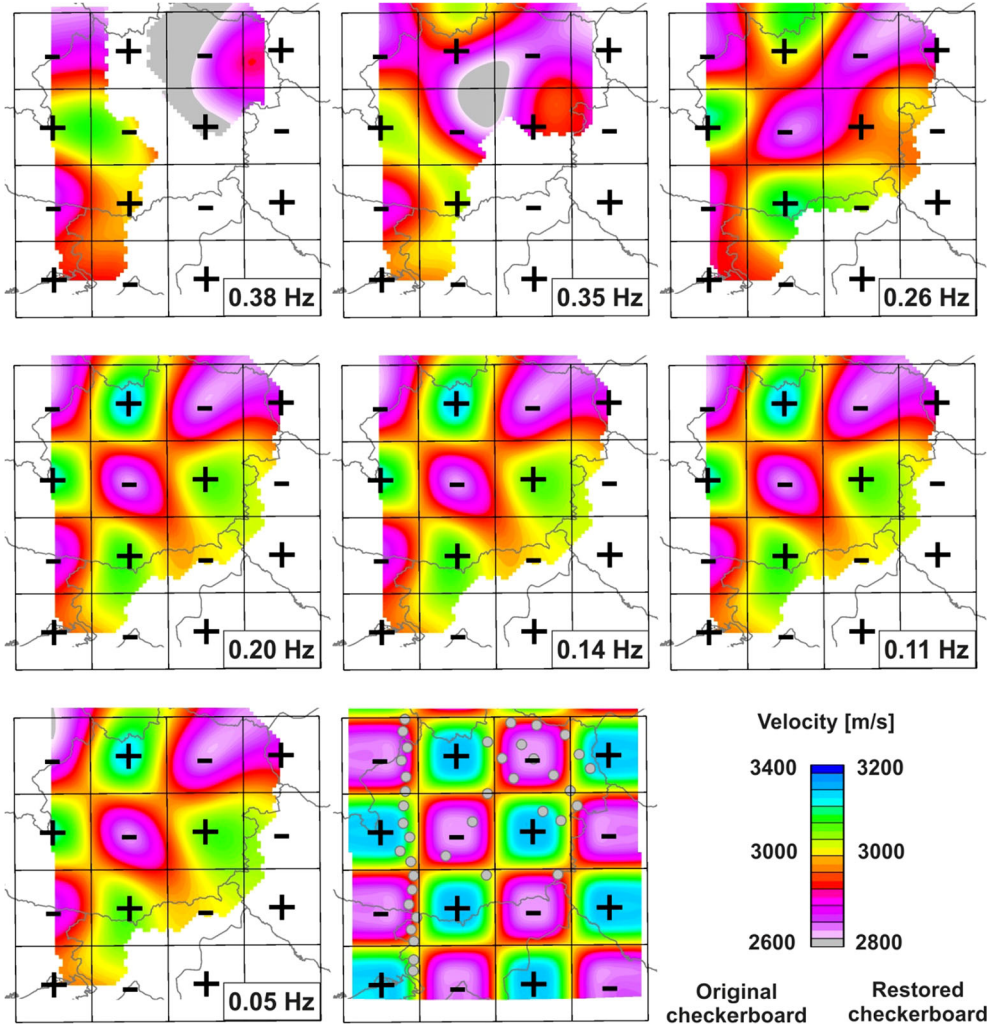 - + - +
+ - + -
- + - +
+ - +
0.38 Hz
- + - +
+ - + -
- + - +
+ - +
0.35 Hz
- + - +
+ - + -
- + - +
+ - +
0.26 Hz
- + - +
+ - + -
- + - +
+ - +
0.20 Hz
- + - +
+ - + -
- + - +
+ - +
0.14 Hz
- + - +
+ - + -
- + - +
+ - +
0.11 Hz
- + - +
+ - + -
- + - +
+ - +
0.05 Hz
- + - +
+ - + -
- + - +
+ - + -
Velocity [m/s]
3400 3200
3000 3000
2600 2800
Original checkerboard
Restored checkerboard